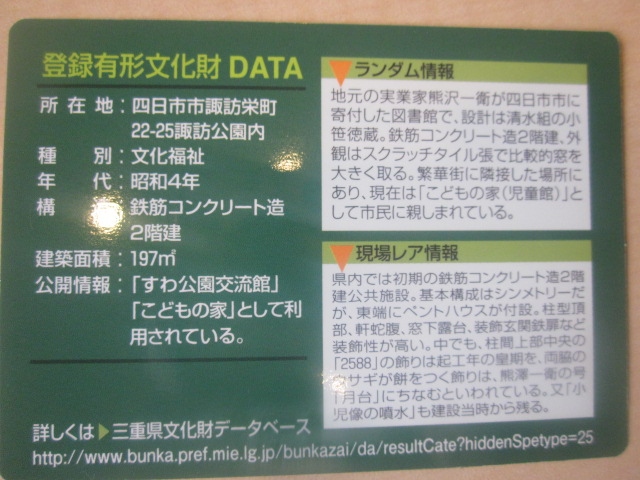 登録有形文化財 DATA
所在地：四日市市諏訪栄町
22-25諏訪公園内
種別：文化福祉
年代：昭和4年
構：鉄筋コンクリート造
2階建
建築面積：197㎡
公開情報：「すわ公園交流館」
「こどもの家」として利
用されている。
詳しくは▶三重県文化財データベース
http://www.bunka.pref.mie.lg.jp/bunkazai/da/resultCate?hiddenSpetype=25
ランダム情報
地元の実業家熊沢一衛が四日市市に
寄付した図書館で、設計は清水組の小
笹徳蔵。鉄筋コンクリート造2階建、外
観はスクラッチタイル張で比較的窓を
大きく取る。繁華街に隣接した場所に
あり、現在は「こどもの家（児童館）」と
して市民に親しまれている。
現場レア情報
県内では初期の鉄筋コンクリート造2階
建公共施設。基本構成はシンメトリーだ
が、東端にペントハウスが付設。柱型頂
部、軒蛇腹、窓下露台、装飾玄関鉄扉など
装飾性が高い。中でも、柱間上部中央の
「2588」の飾りは起工年の皇期を、両脇の
ウサギが餅をつく飾りは、熊澤一衛の号
「月台」にちなむといわれている。又「小
児像の噴水」も建設当時から残る。